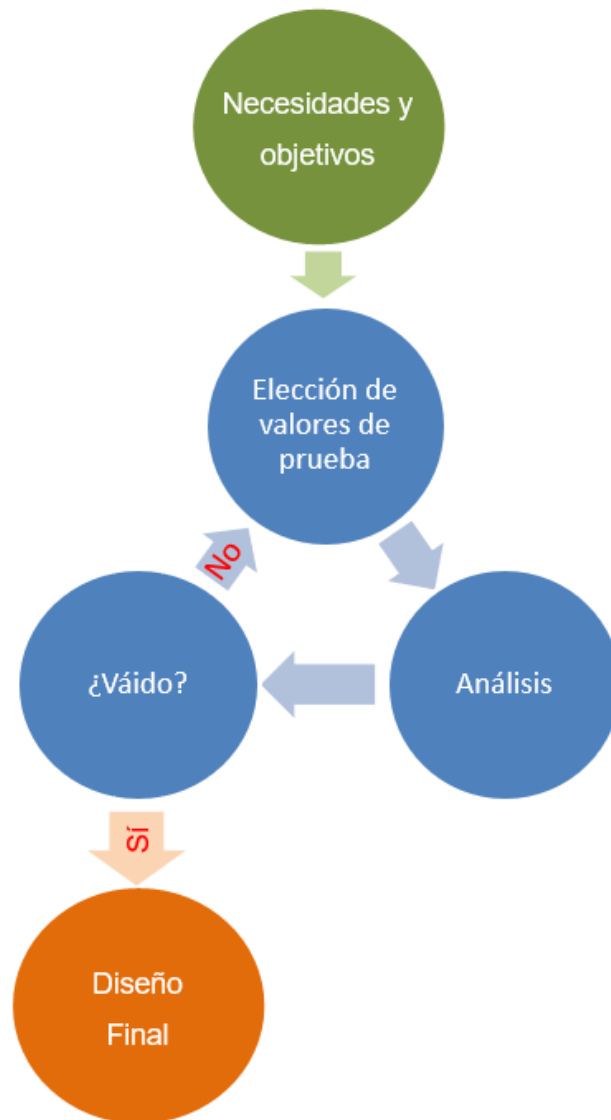 Necesidades y
objetivos
Elección de
valores de
prueba
No
¿Váido?
Análisis
Sí
Diseño
Final